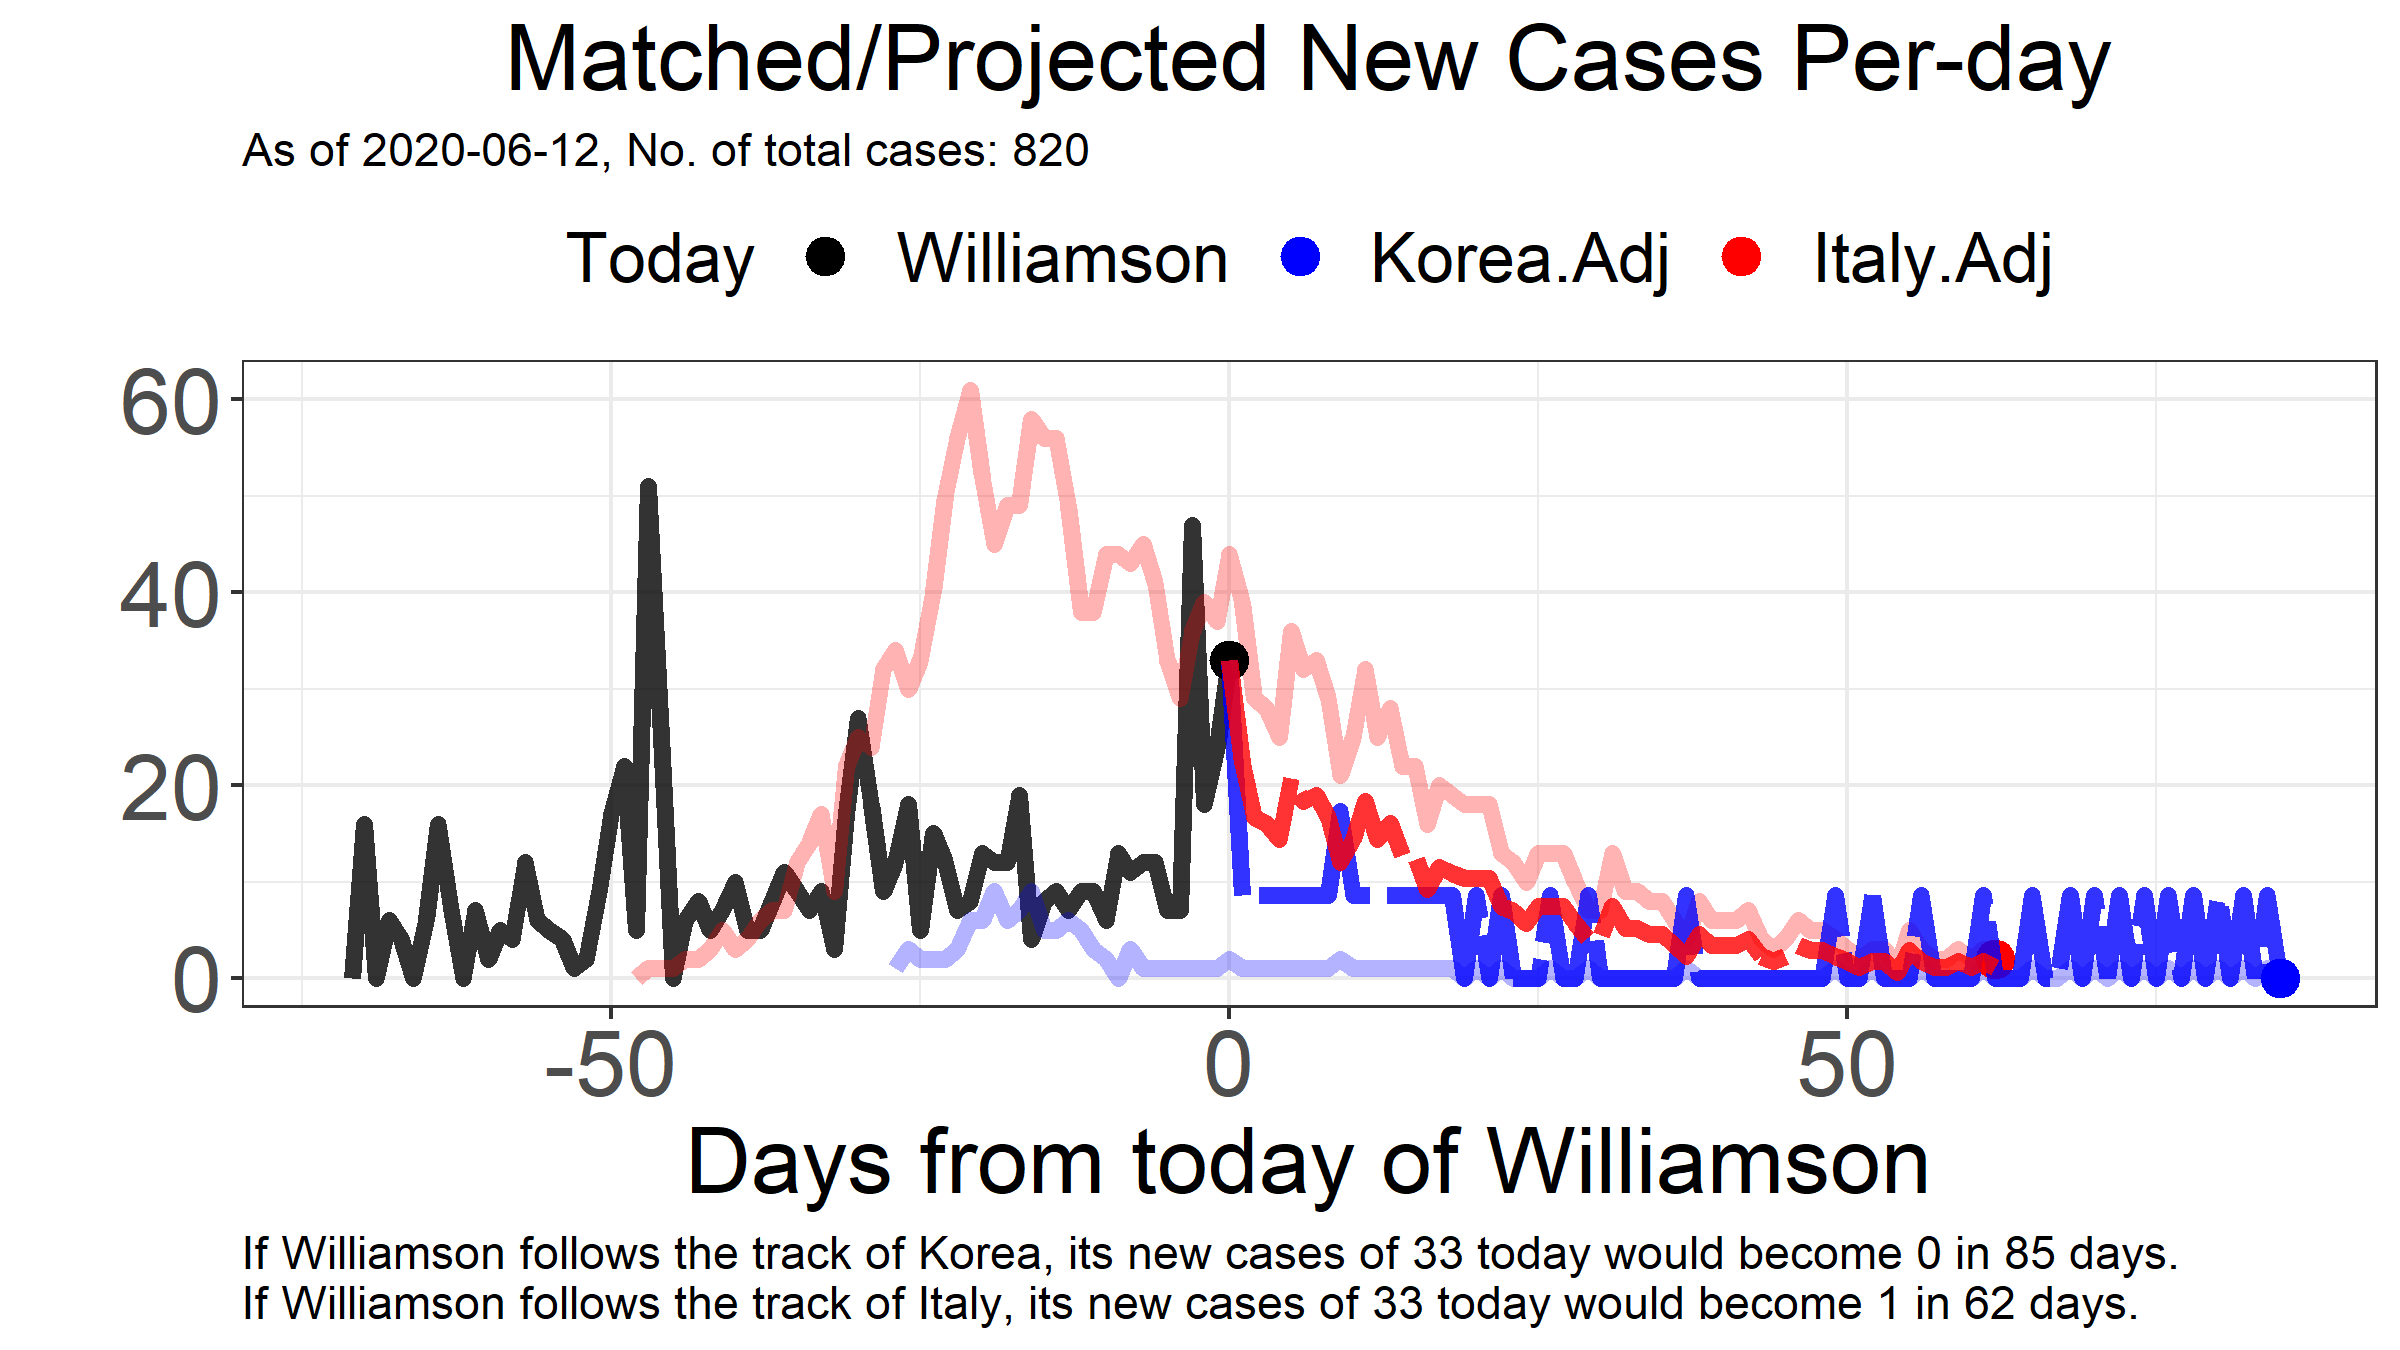 Matched/Projected New Cases Per-day
As of 2020-06-12, No. of total cases: 820
Today Williamson Korea.Adj Italy.Adj
60
40
20
0
-50 0 50
Days from today of Williamson
If Williamson follows the track of Korea, its new cases of 33 today would become 0 in 85 days.
If Williamson follows the track of Italy, its new cases of 33 today would become 1 in 62 days.